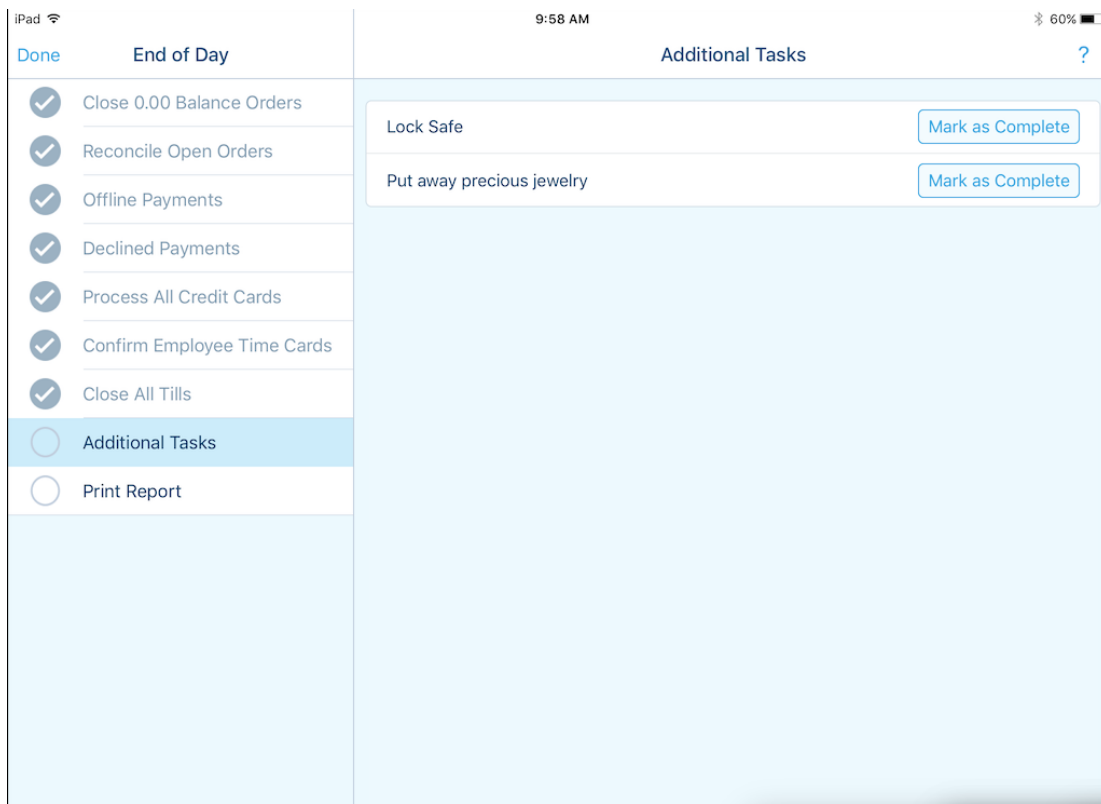 iPad 9:58 AM 60%
Done End of Day Additional Tasks ?
Close 0.00 Balance Orders
Reconcile Open Orders
Offline Payments
Declined Payments
Process All Credit Cards
Confirm Employee Time Cards
Close All Tills
Additional Tasks
Print Report
Lock Safe Mark as Complete
Put away precious jewelry Mark as Complete